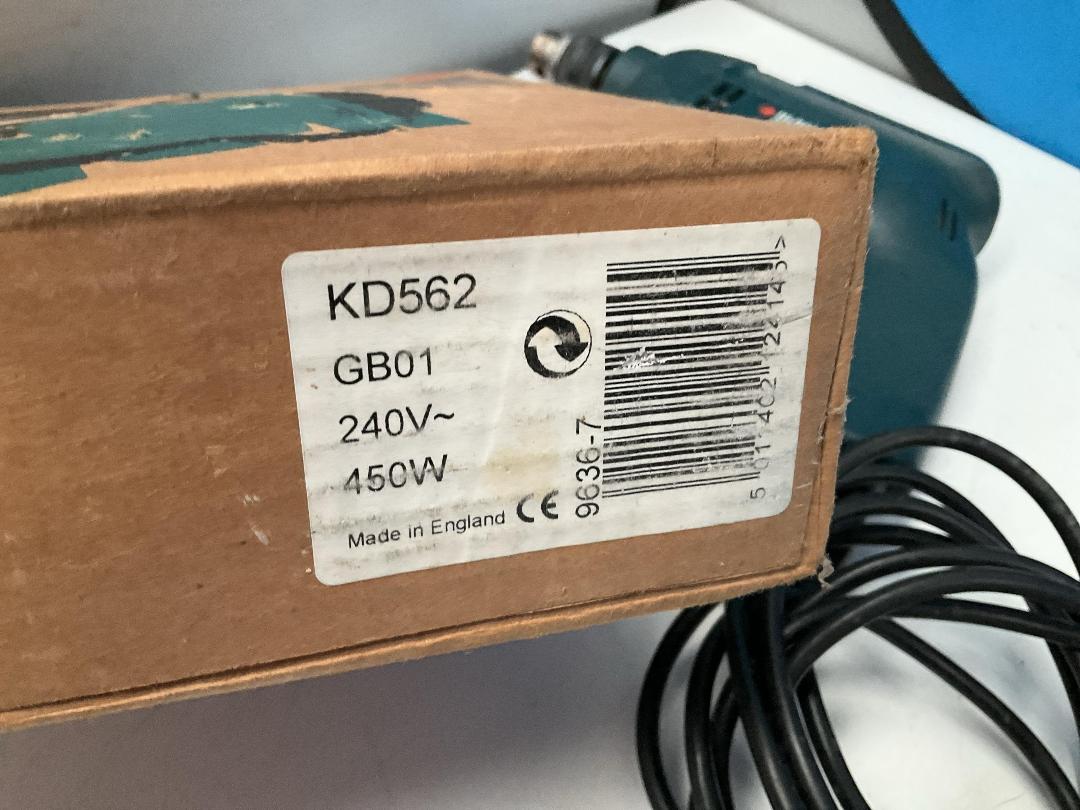 KD562
GB01
240V~
450W
Made in England CE
9636-7